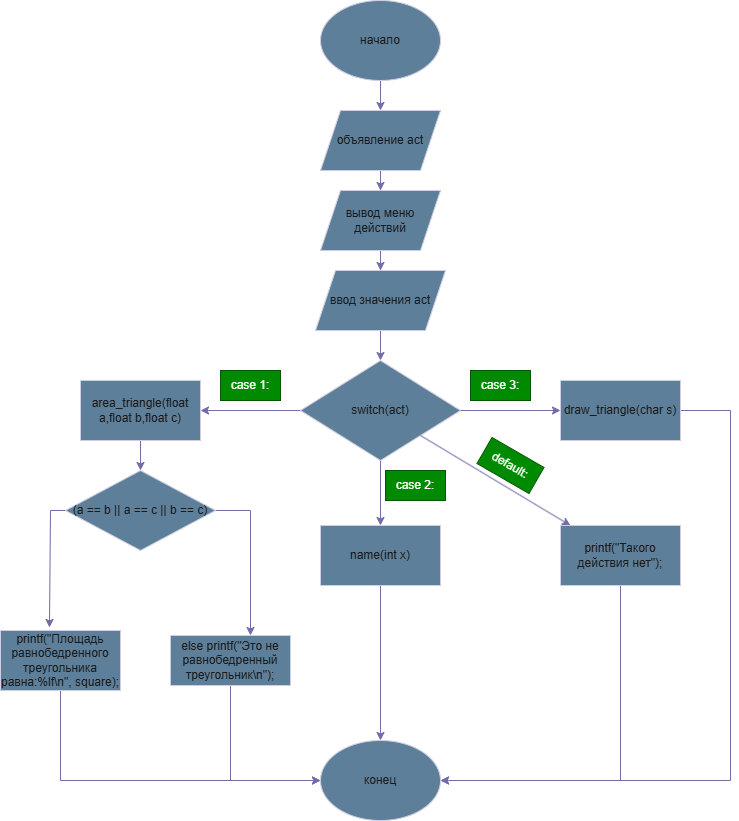 начало
объявление act
вывод меню
действий
ввод значения act
case 1:
case 3:
area_triangle(float
a,float b,float c)
switch(act)
draw_triangle(char s)
default:
case 2:
(a == b || a == c || b == c)
name(int x)
printf("Такого
действия нет");
printf("Площадь
равнобедренного
треугольника
равна:%lf\n", square);
else printf("Это не
равнобедренный
треугольник\n");
конец